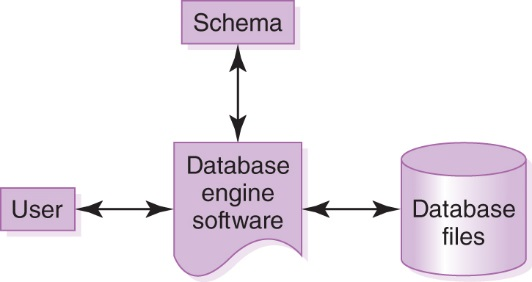 Schema
User
Database
engine
software
Database
files